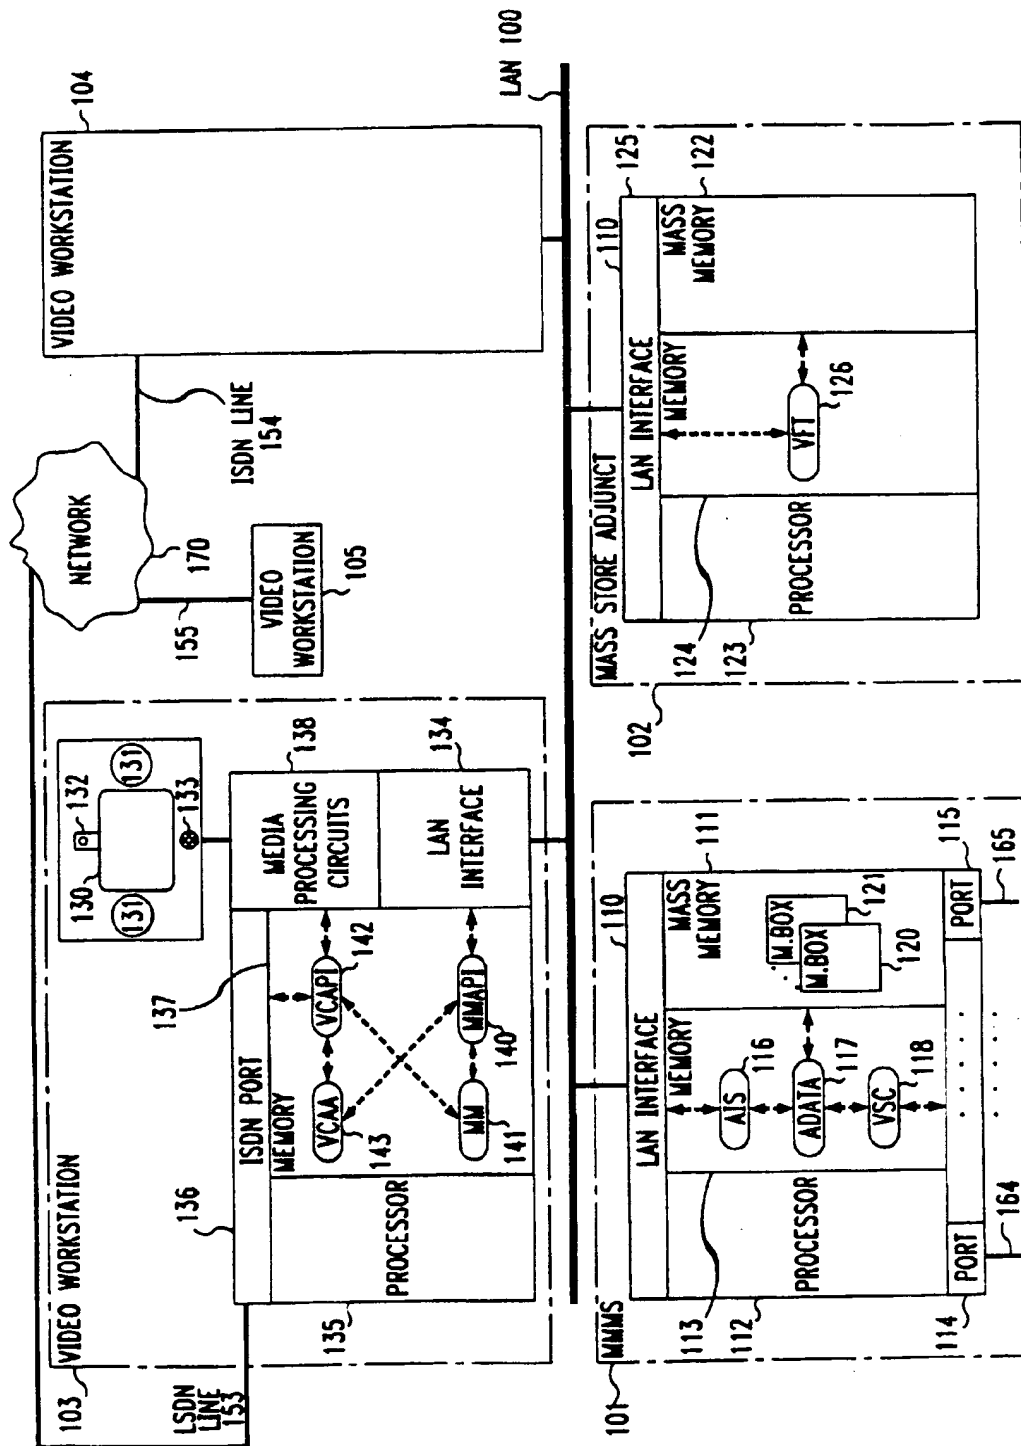 VIDEO WORKSTATION
103
LSDN
LINE
153
136
135
ISDN PORT
MEMORY
PROCESSOR
VCAA
143
VCAPI
142
MM
141
MMAPI
140
137
130
131
131
132
133
MEDIA
PROCESSING
CIRCUITS
138
LAN
INTERFACE
134
NETWORK
170
155
VIDEO
WORKSTATION
105
ISDN LINE
154
VIDEO WORKSTATION
104
LAN 100
101
MMMS
113
112
114
LAN INTERFACE
110
MEMORY
PROCESSOR
AIS
116
ADATA
117
VSC
118
MASS
MEMORY
111
M.BOX
121
M.BOX
120
PORT
164
PORT
115
165
102
MASS STORE ADJUNCT
124
123
LAN INTERFACE
110
125
MEMORY
PROCESSOR
VFT
126
MASS
MEMORY
122